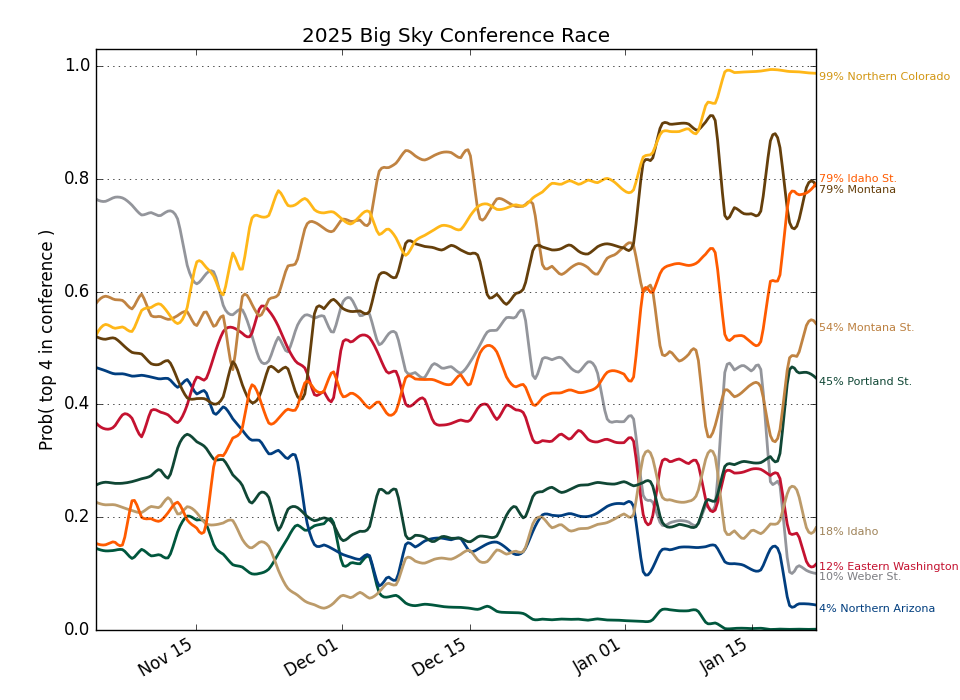 2025 Big Sky Conference Race
Prob( top 4 in conference )
1.0
0.8
0.6
0.4
0.2
0.0
Nov 15
Dec 01
Dec 15
Jan 01
Jan 15
99% Northern Colorado
79% Idaho St.
79% Montana
54% Montana St.
45% Portland St.
18% Idaho
12% Eastern Washington
10% Weber St.
4% Northern Arizona